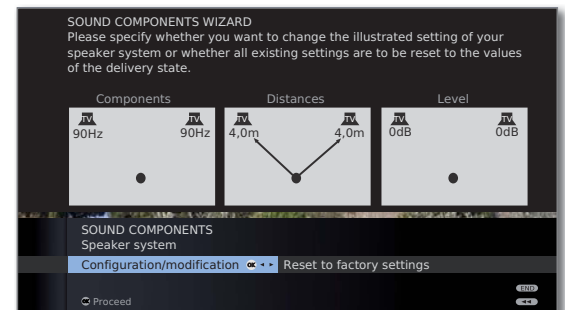 SOUND COMPONENTS WIZARD
Please specify whether you want to change the illustrated setting of your
speaker system or whether all existing settings are to be reset to the values
of the delivery state.
Components Distances Level
TV TV TV TV TV TV
90Hz 90Hz 4,0m 4,0m 0dB 0dB
SOUND COMPONENTS
Speaker system
Configuration/modification OK Reset to factory settings
END
OK Proceed